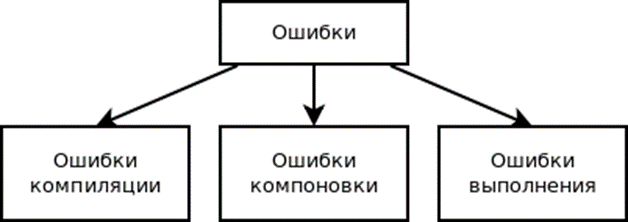 Ошибки
Ошибки
компиляции
Ошибки
компоновки
Ошибки
выполнения